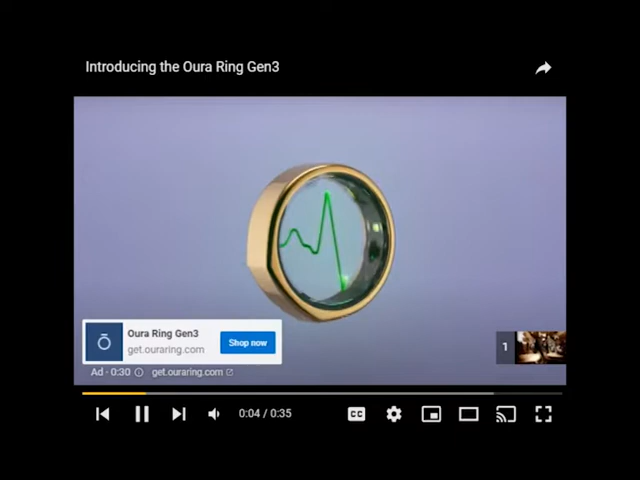 Introducing the Oura Ring Gen3
Oura Ring Gen3
get.ouraring.com
Shop now
1
Ad · 0:30
get.ouraring.com
0:04 / 0:35
CC